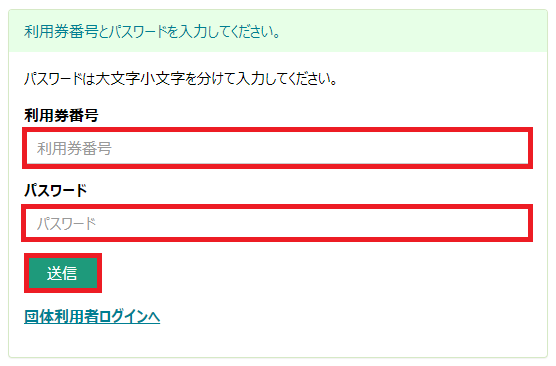 利用券番号とパスワードを入力してください。
パスワードは大文字小文字を分けて入力してください。
利用券番号
利用券番号
パスワード
パスワード
送信
団体利用者ログインへ